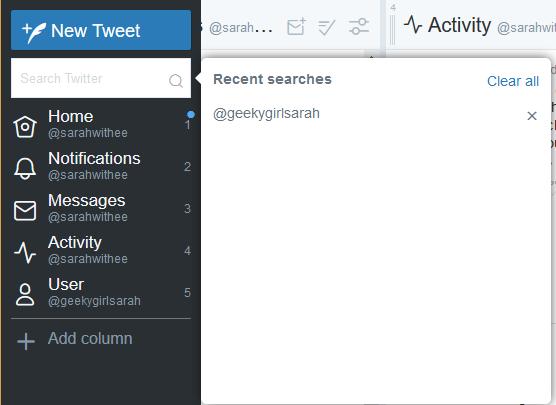 New Tweet
Search Twitter
Home
@sarahwithee
1
Notifications
@sarahwithee
2
Messages
@sarahwithee
3
Activity
@sarahwithee
4
User
@geekygirlsarah
5
Add column
@sarah...
4
Activity @sarahwit
Recent searches
Clear all
@geekygirlsarah